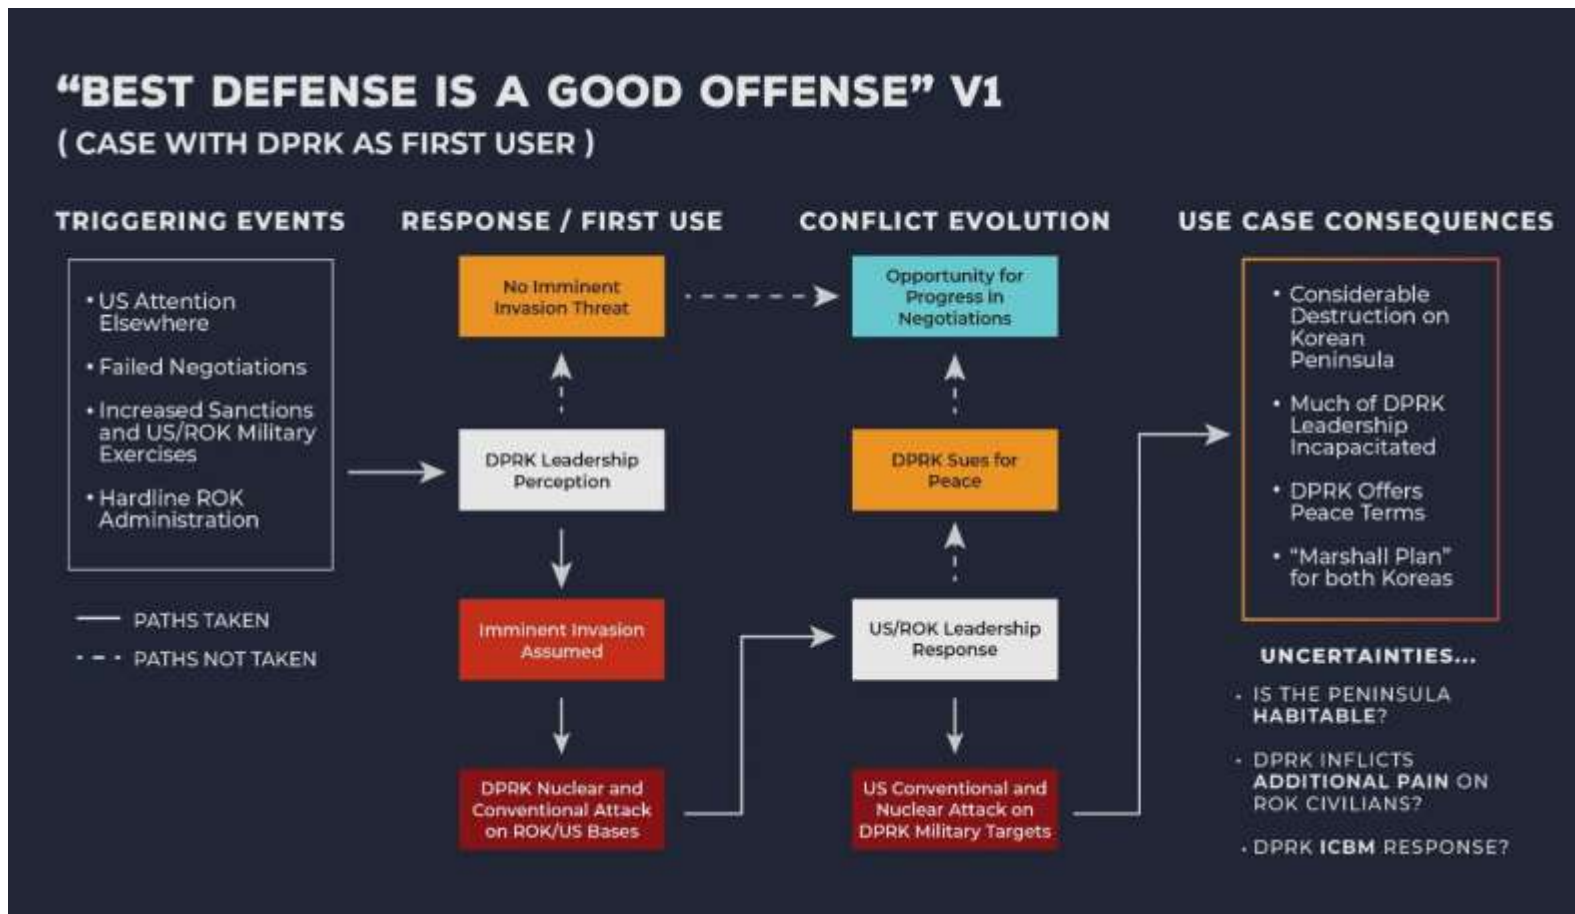 “BEST DEFENSE IS A GOOD OFFENSE” V1
( CASE WITH DPRK AS FIRST USER )
TRIGGERING EVENTS
• US Attention
Elsewhere
• Failed Negotiations
• Increased Sanctions
and US/ROK Military
Exercises
• Hardline ROK
Administration
PATHS TAKEN
PATHS NOT TAKEN
RESPONSE / FIRST USE
No Imminent
Invasion Threat
DPRK Leadership
Perception
Imminent Invasion
Assumed
DPRK Nuclear and
Conventional Attack
on ROK/US Bases
CONFLICT EVOLUTION
Opportunity for
Progress in
Negotiations
DPRK Sues for
Peace
US/ROK Leadership
Response
US Conventional and
Nuclear Attack on
DPRK Military Targets
USE CASE CONSEQUENCES
• Considerable
Destruction on
Korean
Peninsula
• Much of DPRK
Leadership
Incapacitated
• DPRK Offers
Peace Terms
• “Marshall Plan”
for both Koreas
UNCERTAINTIES...
• IS THE PENINSULA
HABITABLE?
• DPRK INFLICTS
ADDITIONAL PAIN ON
ROK CIVILIANS?
• DPRK ICBM RESPONSE?